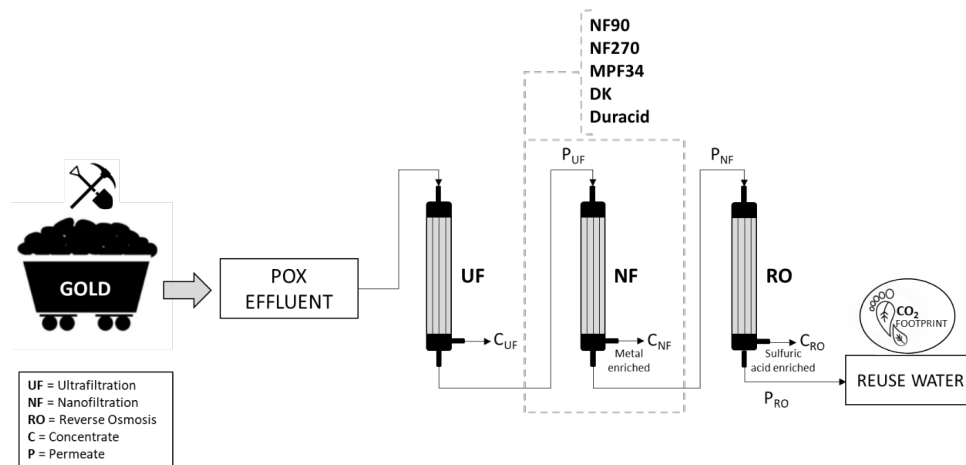 NF90
NF270
MPF34
DK
Duracid
P_UF
P_NF
GOLD
POX
EFFLUENT
UF
NF
RO
C_UF
C_NF
Metal
enriched
C_RO
Sulfuric
acid enriched
P_RO
CO₂
FOOTPRINT
REUSE WATER
UF = Ultrafiltration
NF = Nanofiltration
RO = Reverse Osmosis
C = Concentrate
P = Permeate